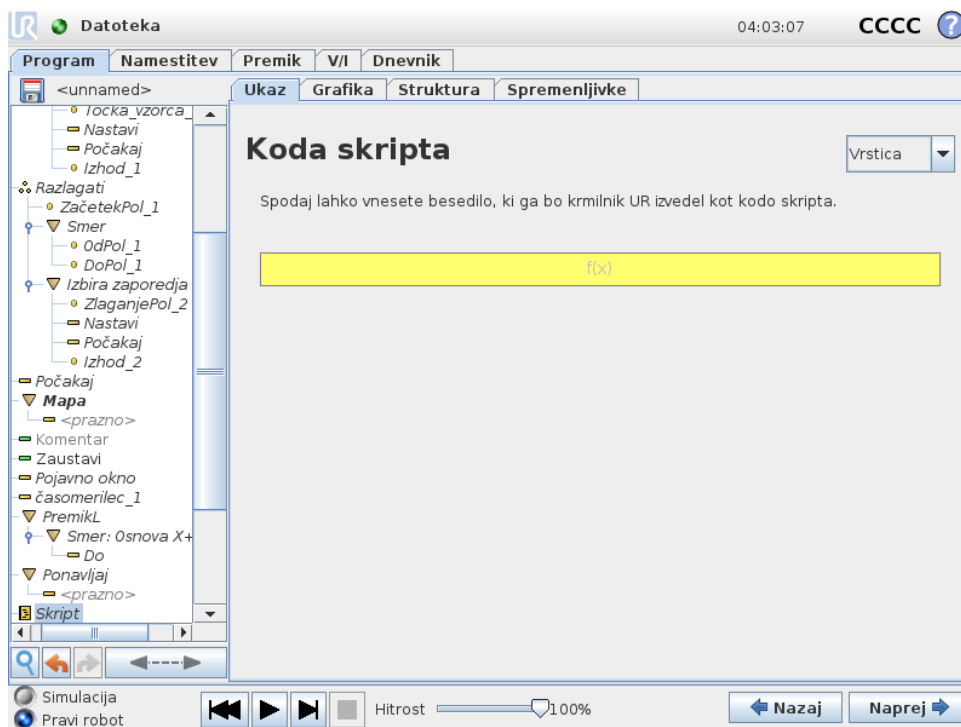 UR Datoteka 04:03:07 CCCC ?
Program Namestitev Premik V/I Dnevnik
<unnamed>
Ukaz Grafika Struktura Spremenljivke
Točka_vzorca_
Nastavi
Počakaj
Izhod_1
Razlagati
ZačetekPol_1
Smer
OdPol_1
DoPol_1
Izbira zaporedja
ZlaganjePol_2
Nastavi
Počakaj
Izhod_2
Počakaj
Mapa
<prazno>
Komentar
Zaustavi
Pojavno okno
časomerilec_1
PremikL
Smer: Osnova X+
Do
Ponavljaj
<prazno>
Skript
Koda skripta
Vrstica
Spodaj lahko vnesete besedilo, ki ga bo krmilnik UR izvedel kot kodo skripta.
f(x)
Simulacija
Pravi robot
Hitrost 100%
Nazaj Naprej